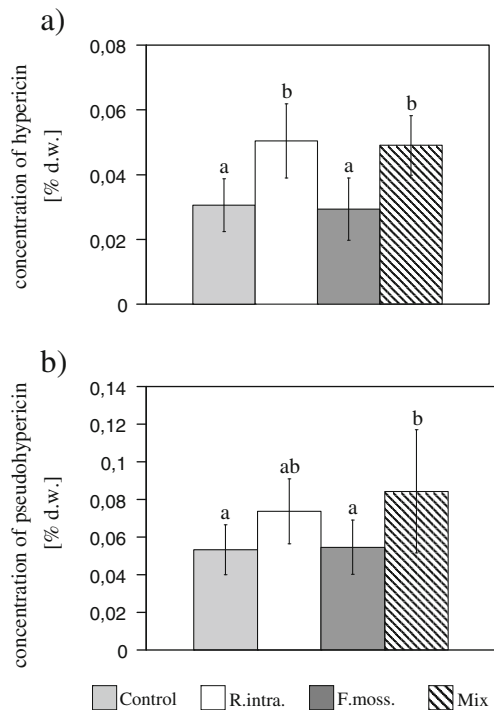 a)
concentration of hypericin
[% d.w.]
0,08
0,06
0,04
0,02
0
a
b
a
b
b)
concentration of pseudohypericin
[% d.w.]
0,14
0,12
0,1
0,08
0,06
0,04
0,02
0
a
ab
a
b
Control
R.intra.
F.moss.
Mix